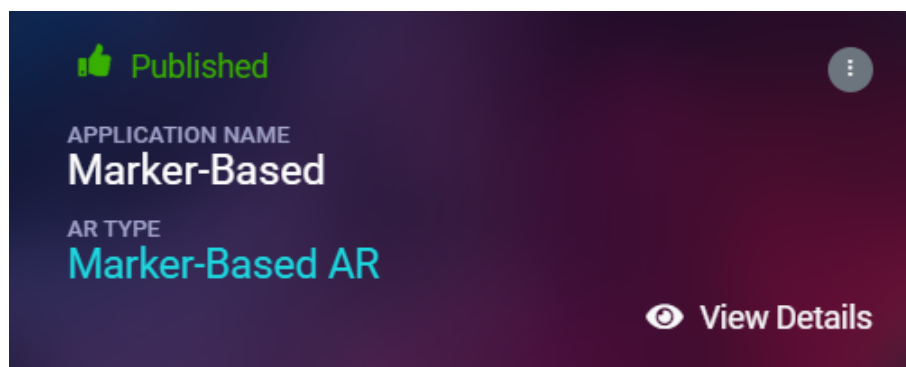 Published
APPLICATION NAME
Marker-Based
AR TYPE
Marker-Based AR
View Details